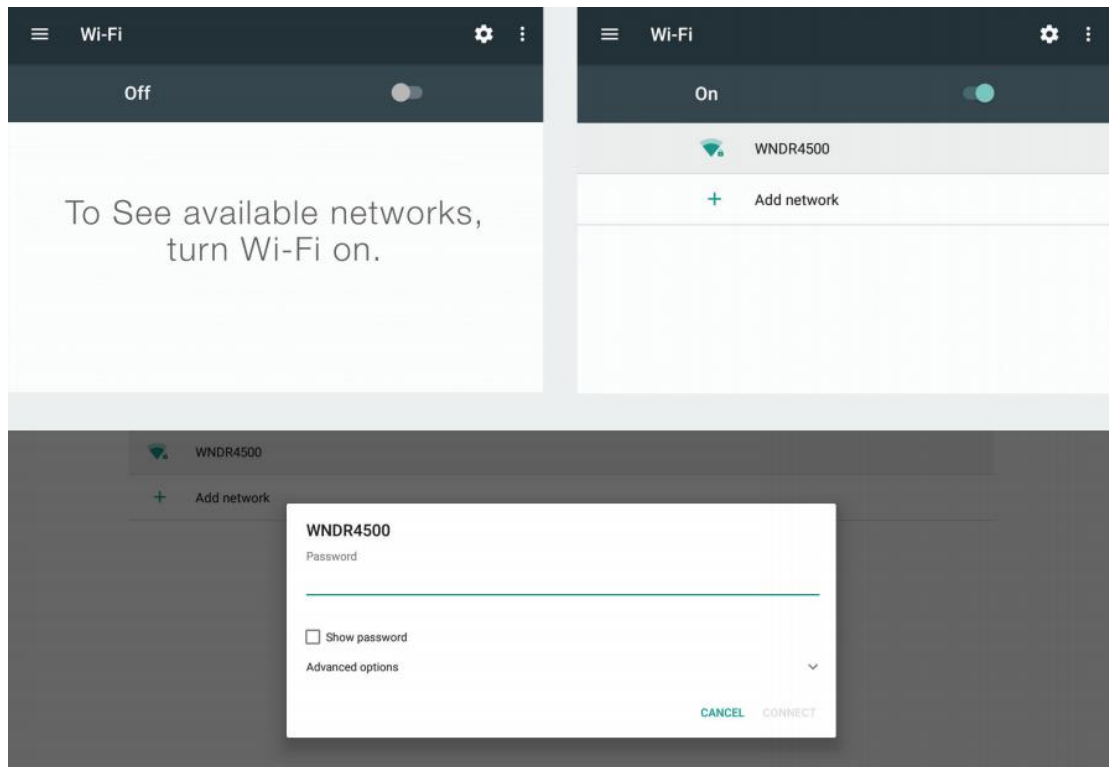 Wi-Fi
Off
To See available networks,
turn Wi-Fi on.
Wi-Fi
On
WNDR4500
Add network
WNDR4500
Add network
WNDR4500
Password
Show password
Advanced options
CANCEL CONNECT